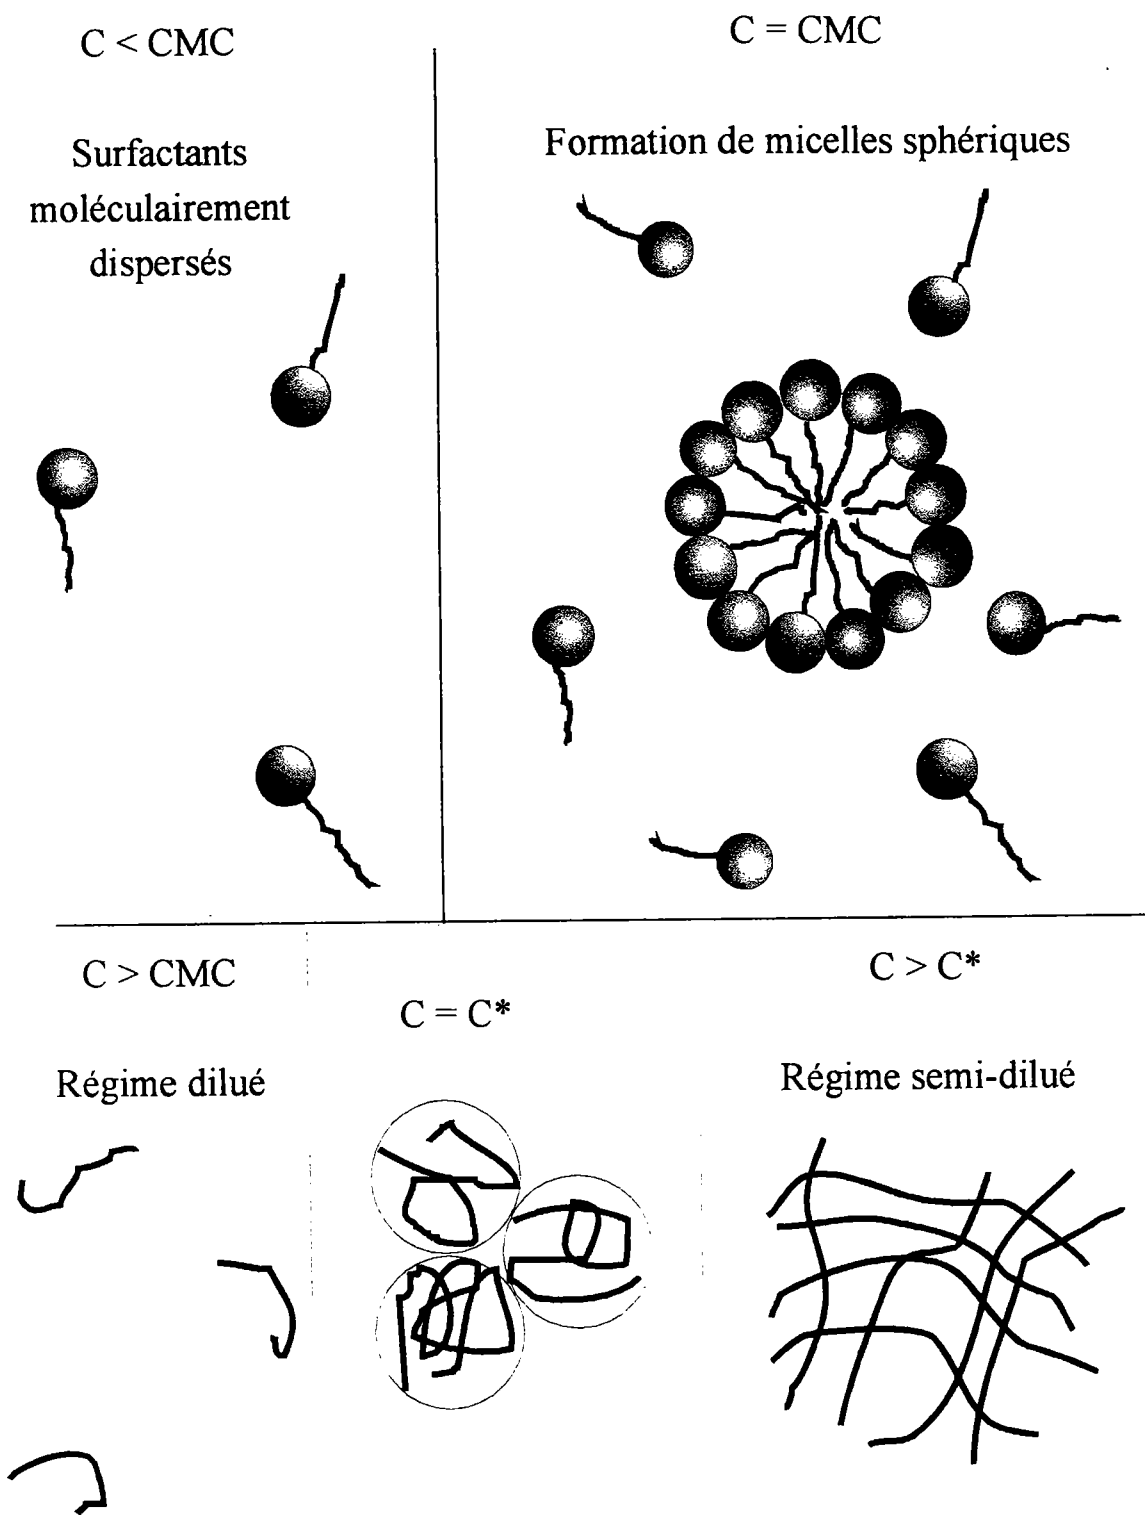 C < CMC
Surfactants
moléculairement
dispersés
C = CMC
Formation de micelles sphériques
C > CMC
Régime dilué
C = C*
C > C*
Régime semi-dilué